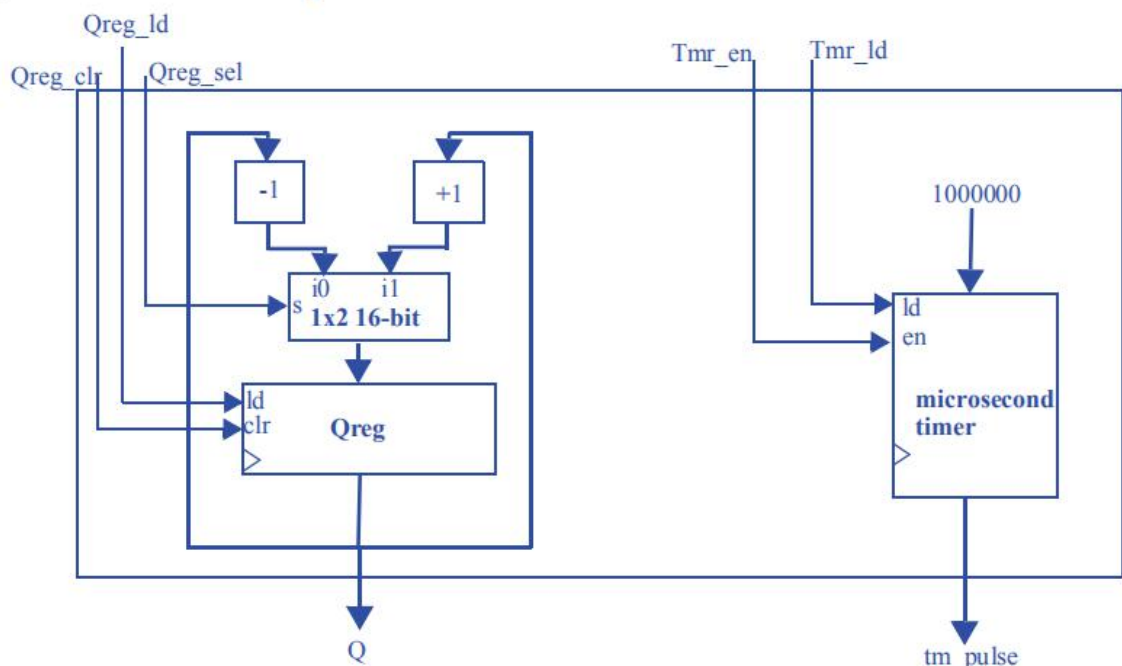 Qreg_ld
Qreg_clr
Qreg_sel
Tmr_en
Tmr_ld
-1
+1
1000000
i0 i1
s
1x2 16-bit
ld
en
ld
clr
Qreg
microsecond
timer
Q
tm_pulse